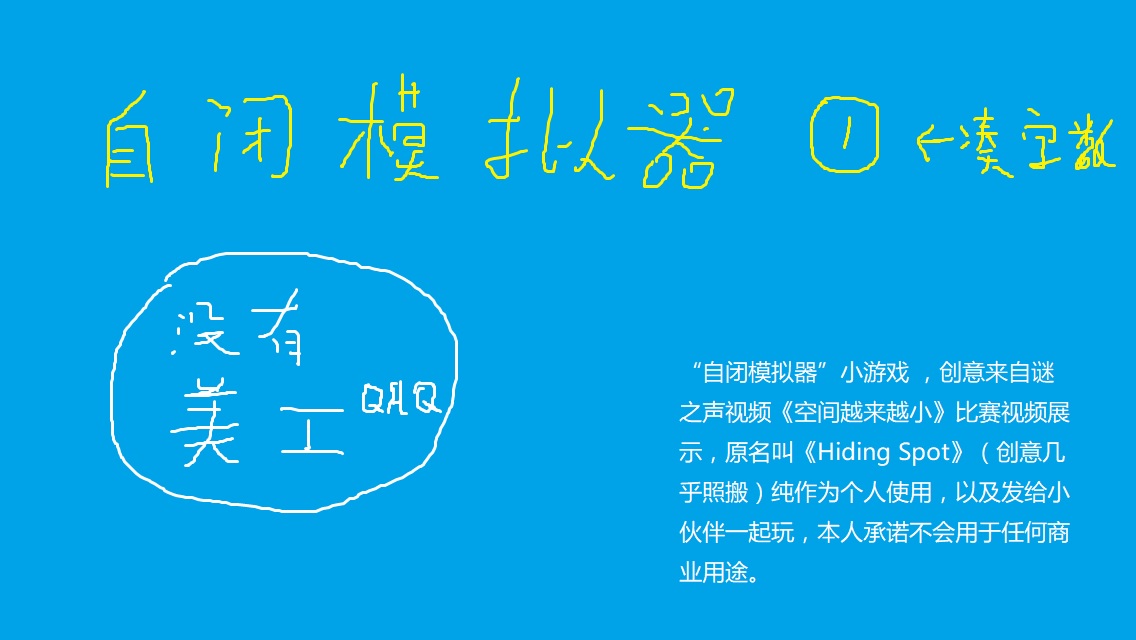 自闭模拟器 ① ←凑字数
没有
美工QAQ
“自闭模拟器”小游戏 ，创意来自谜
之声视频《空间越来越小》比赛视频展
示，原名叫《Hiding Spot》（ 创意几
乎照搬 ）纯作为个人使用，以及发给小
伙伴一起玩，本人承诺不会用于任何商
业用途。